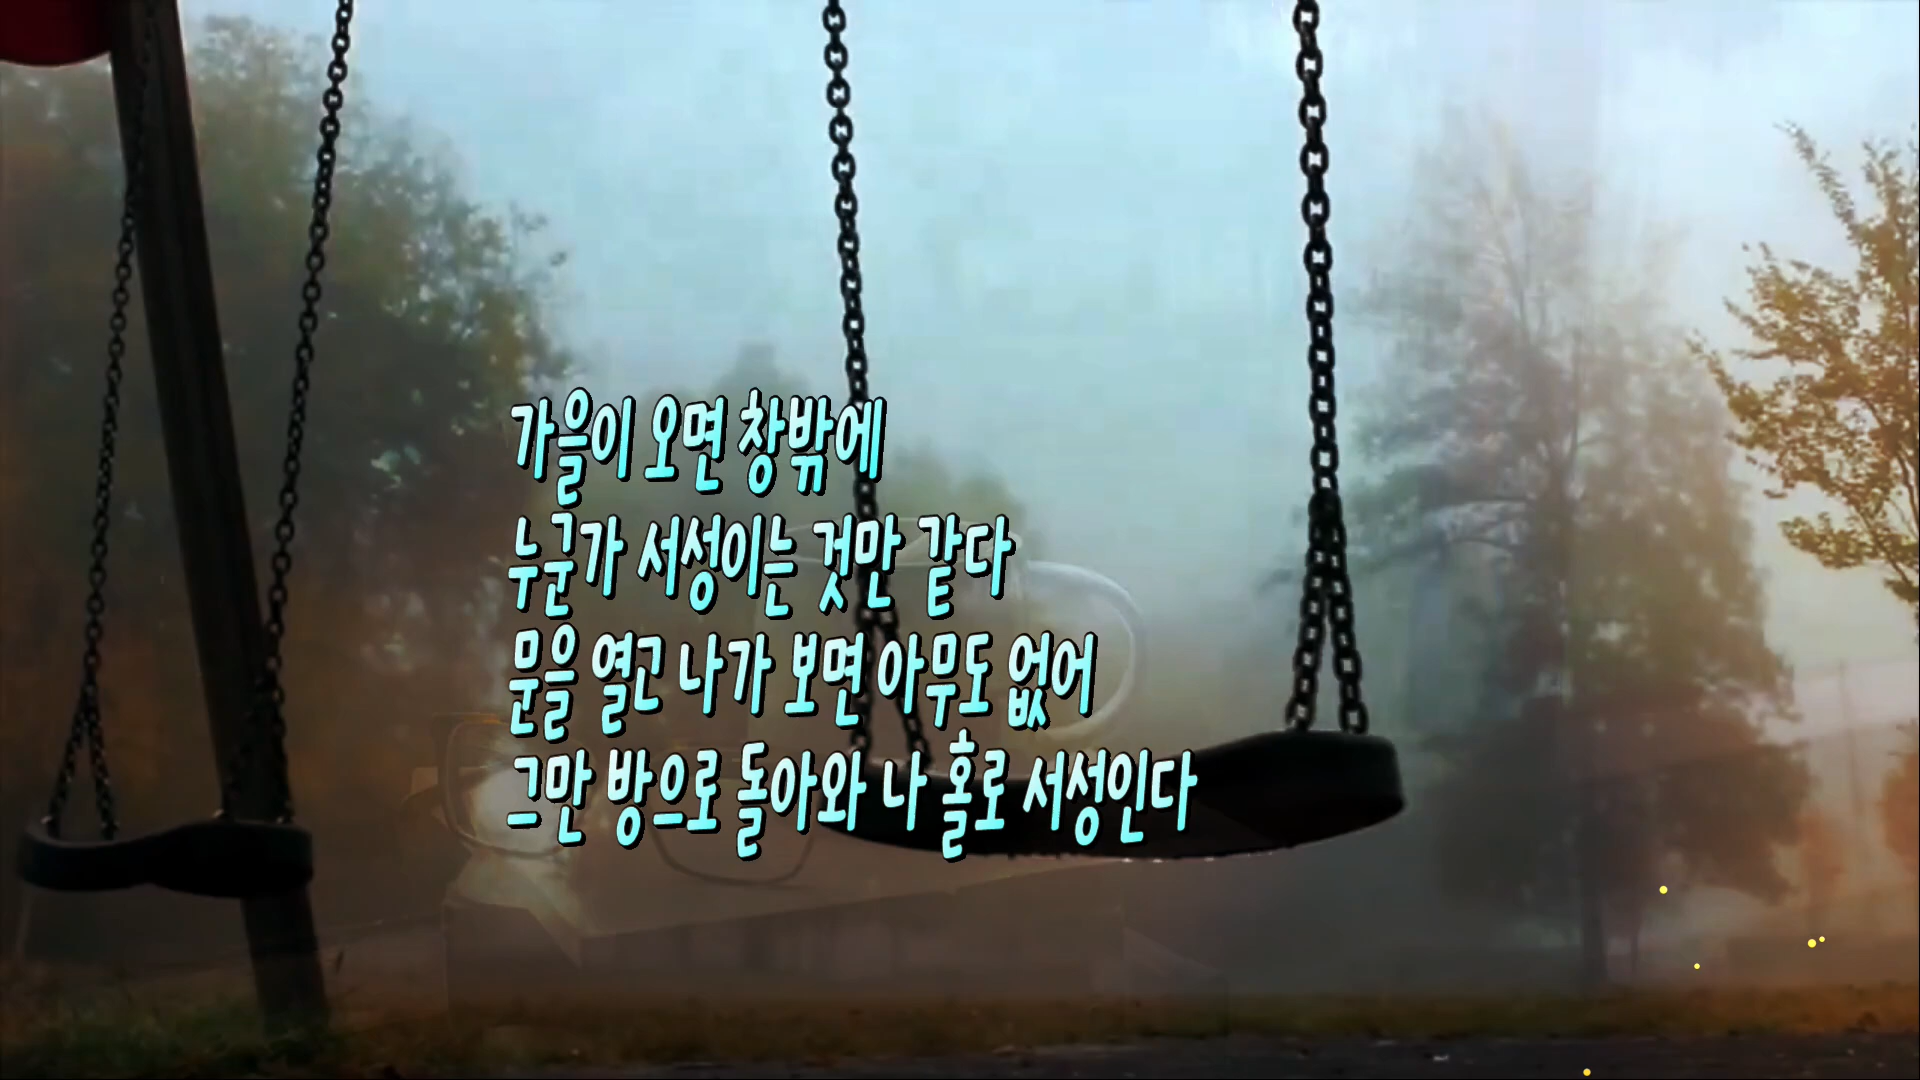 가을이 오면 창밖에
누군가 서성이는 것만 같다
문을 열고 나가 보면 아무도 없어
그만 방으로 돌아와 나 홀로 서성인다